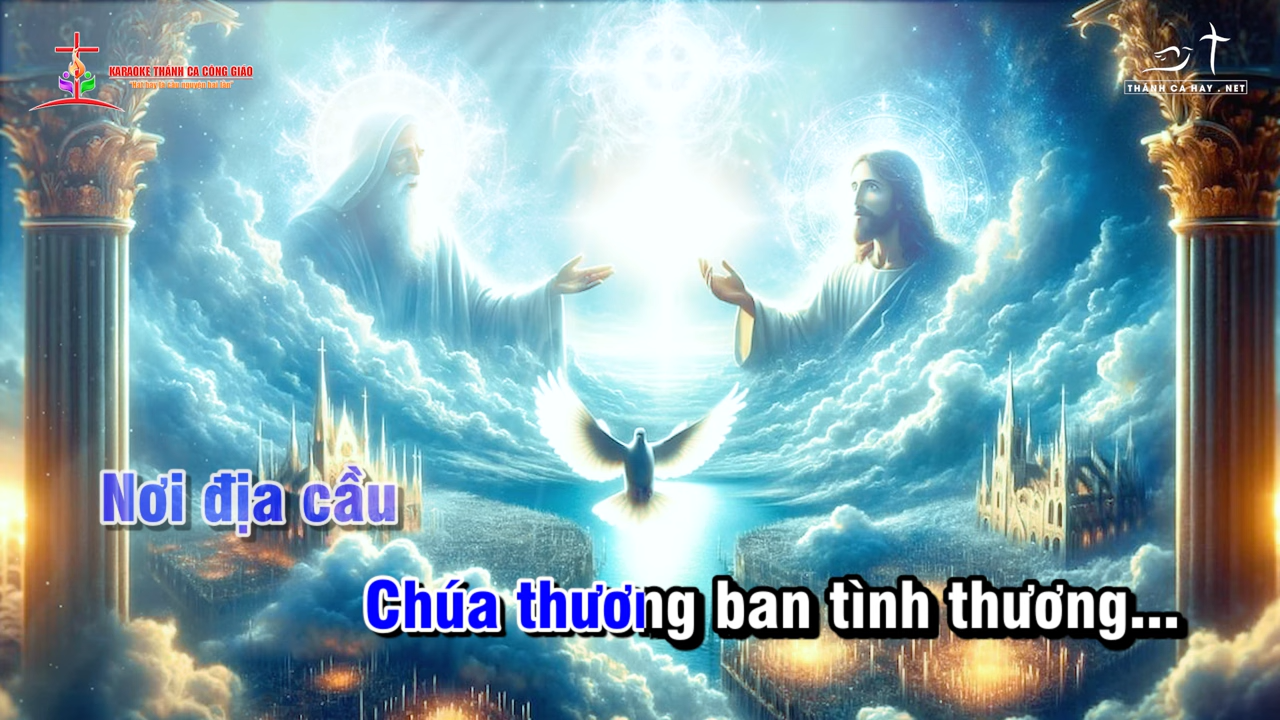 KARAOKE THÁNH CA CÔNG GIÁO
THÁNH CA HAY . NET
Nơi địa cầu
Chúa thương ban tình thương...